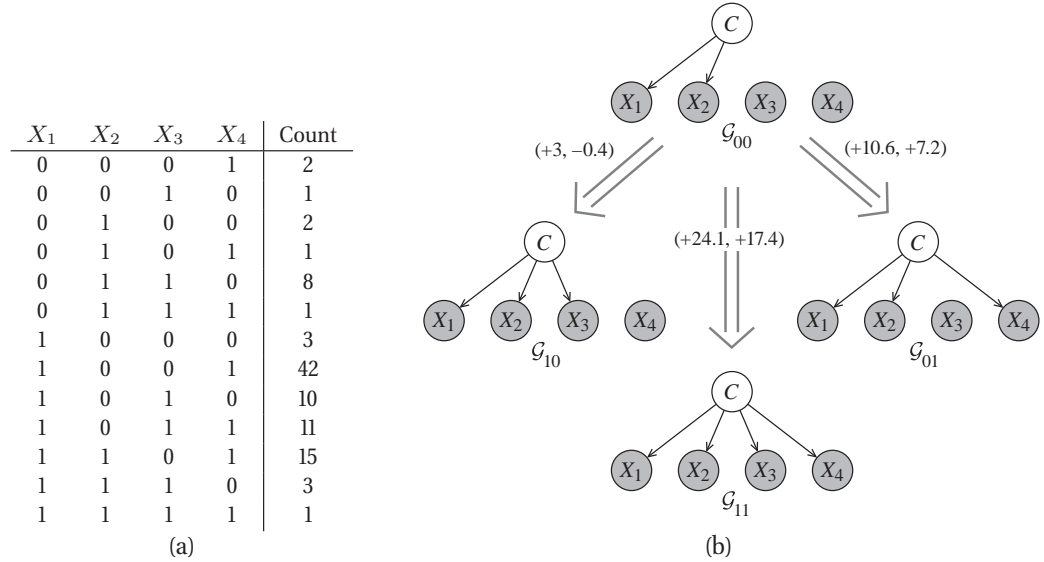 X1 X2 X3 X4 Count
0 0 0 1 2
0 0 1 0 1
0 1 0 0 2
0 1 0 1 1
0 1 1 0 8
0 1 1 1 1
1 0 0 0 3
1 0 0 1 42
1 0 1 0 10
1 0 1 1 11
1 1 0 1 15
1 1 1 0 3
1 1 1 1 1
(a)
C
X1 X2 X3 X4
G00
(+3, –0.4)
(+10.6, +7.2)
(+24.1, +17.4)
C
X1 X2 X3 X4
G10
C
X1 X2 X3 X4
G01
C
X1 X2 X3 X4
G11
(b)